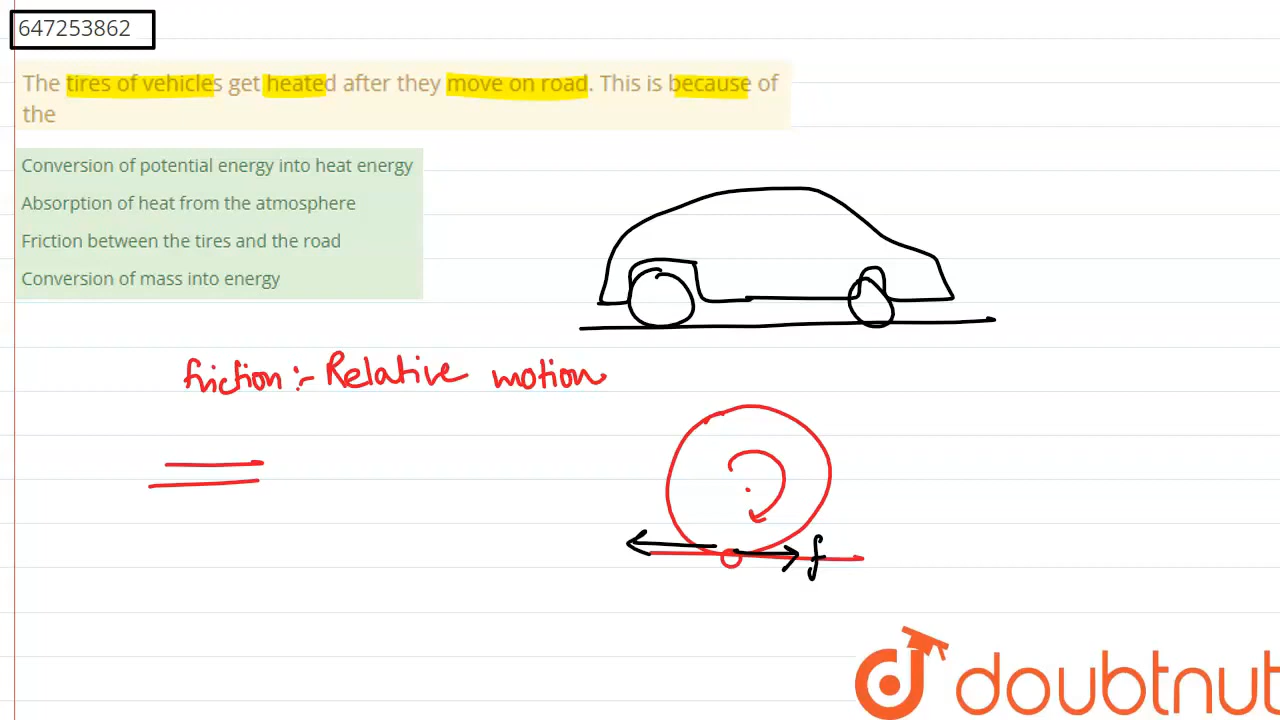 647253862
The tires of vehicles get heated after they move on road. This is because of
the
Conversion of potential energy into heat energy
Absorption of heat from the atmosphere
Friction between the tires and the road
Conversion of mass into energy
friction :- Relative motion
f
doubtnut